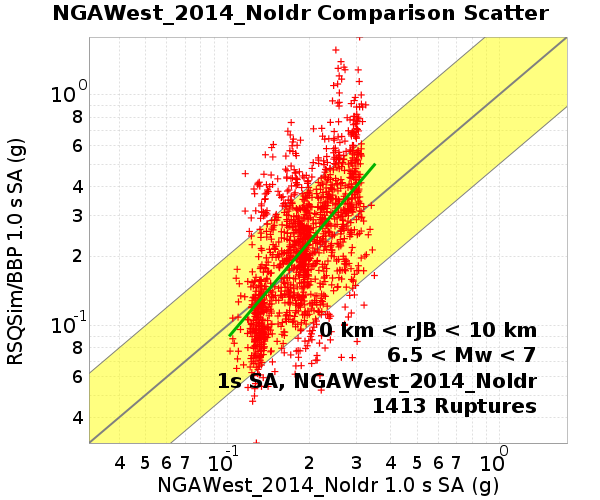 NGAWest_2014_NoIdr Comparison Scatter
RSQSim/BBP 1.0 s SA (g)
10⁰
8
6
4
3
2
10⁻¹
8
6
4
0 km < rJB < 10 km
6.5 < Mw < 7
1s SA, NGAWest_2014_NoIdr
1413 Ruptures
4 5 6 7 10⁻¹ 2 3 4 5 6 7 10⁰
NGAWest_2014_NoIdr 1.0 s SA (g)